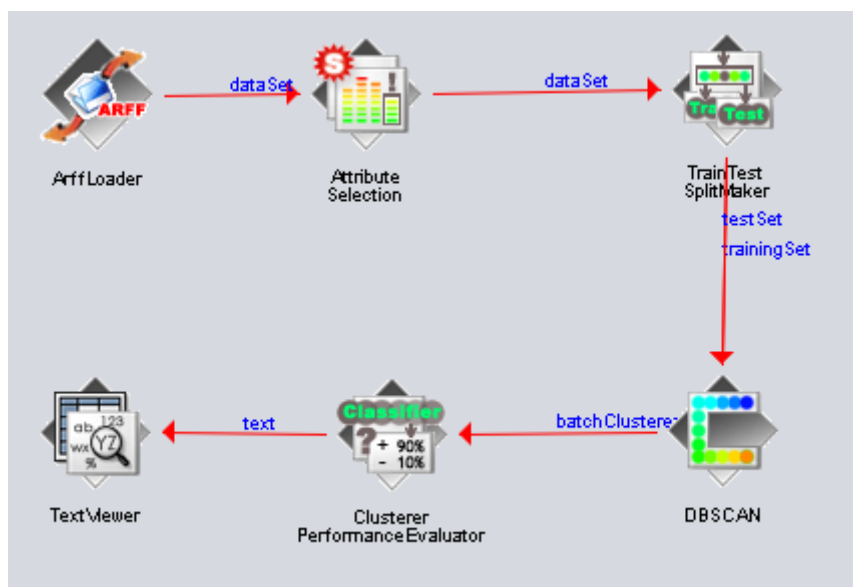 ARFF
dataSet
dataSet
Tra
Test
ArffLoader
Attribute
Selection
TrainTest
SplitMaker
testSet
trainingSet
ab 123
wx YZ
%
text
Classifier
? + 90%
- 10%
batchClusterer
TextViewer
Clusterer
PerformanceEvaluator
DBSCAN